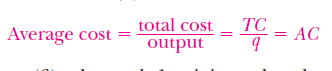 Average cost = total cost / output = TC / q = AC